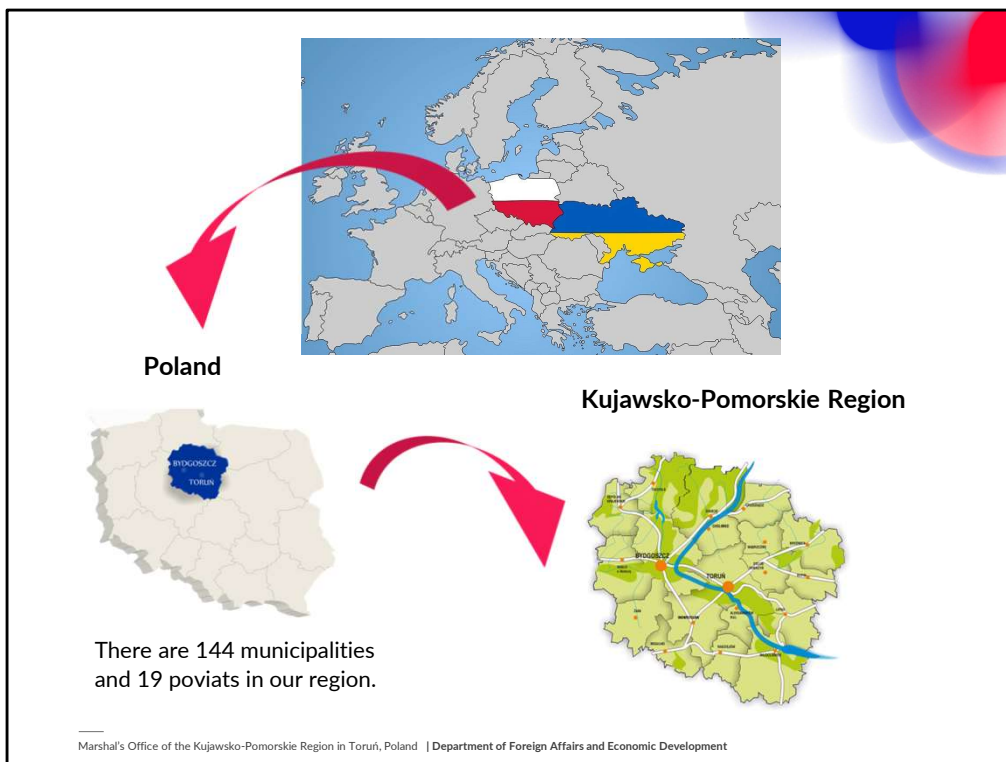 Poland
Kujawsko-Pomorskie Region
BYDGOSZCZ
TORUŃ
BYDGOSZCZ
TORUŃ
There are 144 municipalities
and 19 poviats in our region.
Marshal's Office of the Kujawsko-Pomorskie Region in Toruń, Poland | Department of Foreign Affairs and Economic Development